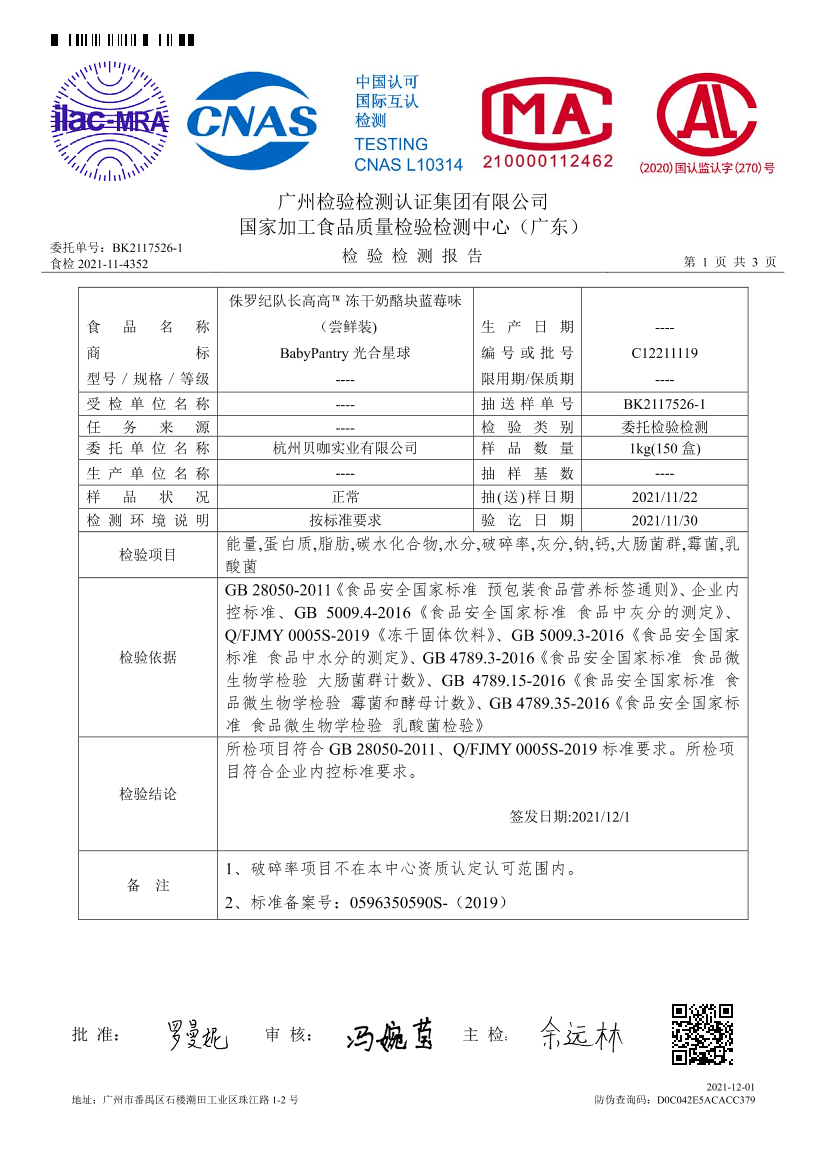 ilac-MRA
CNAS
中国认可
国际互认
检测
TESTING
CNAS L10314
MA
210000112462
AL
(2020)国认监认字(270)号
广州检验检测认证集团有限公司
国家加工食品质量检验检测中心（广东）
委托单号：BK2117526-1
食检 2021-11-4352
检 验 检 测 报 告
第 1 页 共 3 页
侏罗纪队长高高™ 冻干奶酪块蓝莓味
食 品 名 称 （尝鲜装) 生 产 日 期 ----
商 标 BabyPantry 光合星球 编 号 或 批 号 C12211119
型号／规格／等级 ---- 限用期/保质期 ----
受 检 单 位 名 称 ---- 抽 送 样 单 号 BK2117526-1
任 务 来 源 ---- 检 验 类 别 委托检验检测
委 托 单 位 名 称 杭州贝咖实业有限公司 样 品 数 量 1kg(150 盒)
生 产 单 位 名 称 ---- 抽 样 基 数 ----
样 品 状 况 正常 抽(送)样日期 2021/11/22
检 测 环 境 说 明 按标准要求 验 讫 日 期 2021/11/30
检验项目
能量,蛋白质,脂肪,碳水化合物,水分,破碎率,灰分,钠,钙,大肠菌群,霉菌,乳
酸菌
检验依据
GB 28050-2011《食品安全国家标准 预包装食品营养标签通则》、企业内
控标准、GB 5009.4-2016《食品安全国家标准 食品中灰分的测定》、
Q/FJMY 0005S-2019《冻干固体饮料》、GB 5009.3-2016《食品安全国家
标准 食品中水分的测定》、GB 4789.3-2016《食品安全国家标准 食品微
生物学检验 大肠菌群计数》、GB 4789.15-2016《食品安全国家标准 食
品微生物学检验 霉菌和酵母计数》、GB 4789.35-2016《食品安全国家标
准 食品微生物学检验 乳酸菌检验》
检验结论
所检项目符合 GB 28050-2011、Q/FJMY 0005S-2019 标准要求。所检项
目符合企业内控标准要求。
签发日期:2021/12/1
备 注
1、破碎率项目不在本中心资质认定认可范围内。
2、标准备案号：0596350590S-（2019）
批 准： 罗曼妮 审 核： 冯婉茵 主 检： 余远林
2021-12-01
地址：广州市番禺区石楼潮田工业区珠江路 1-2 号 防伪查询码：D0C042E5ACACC379